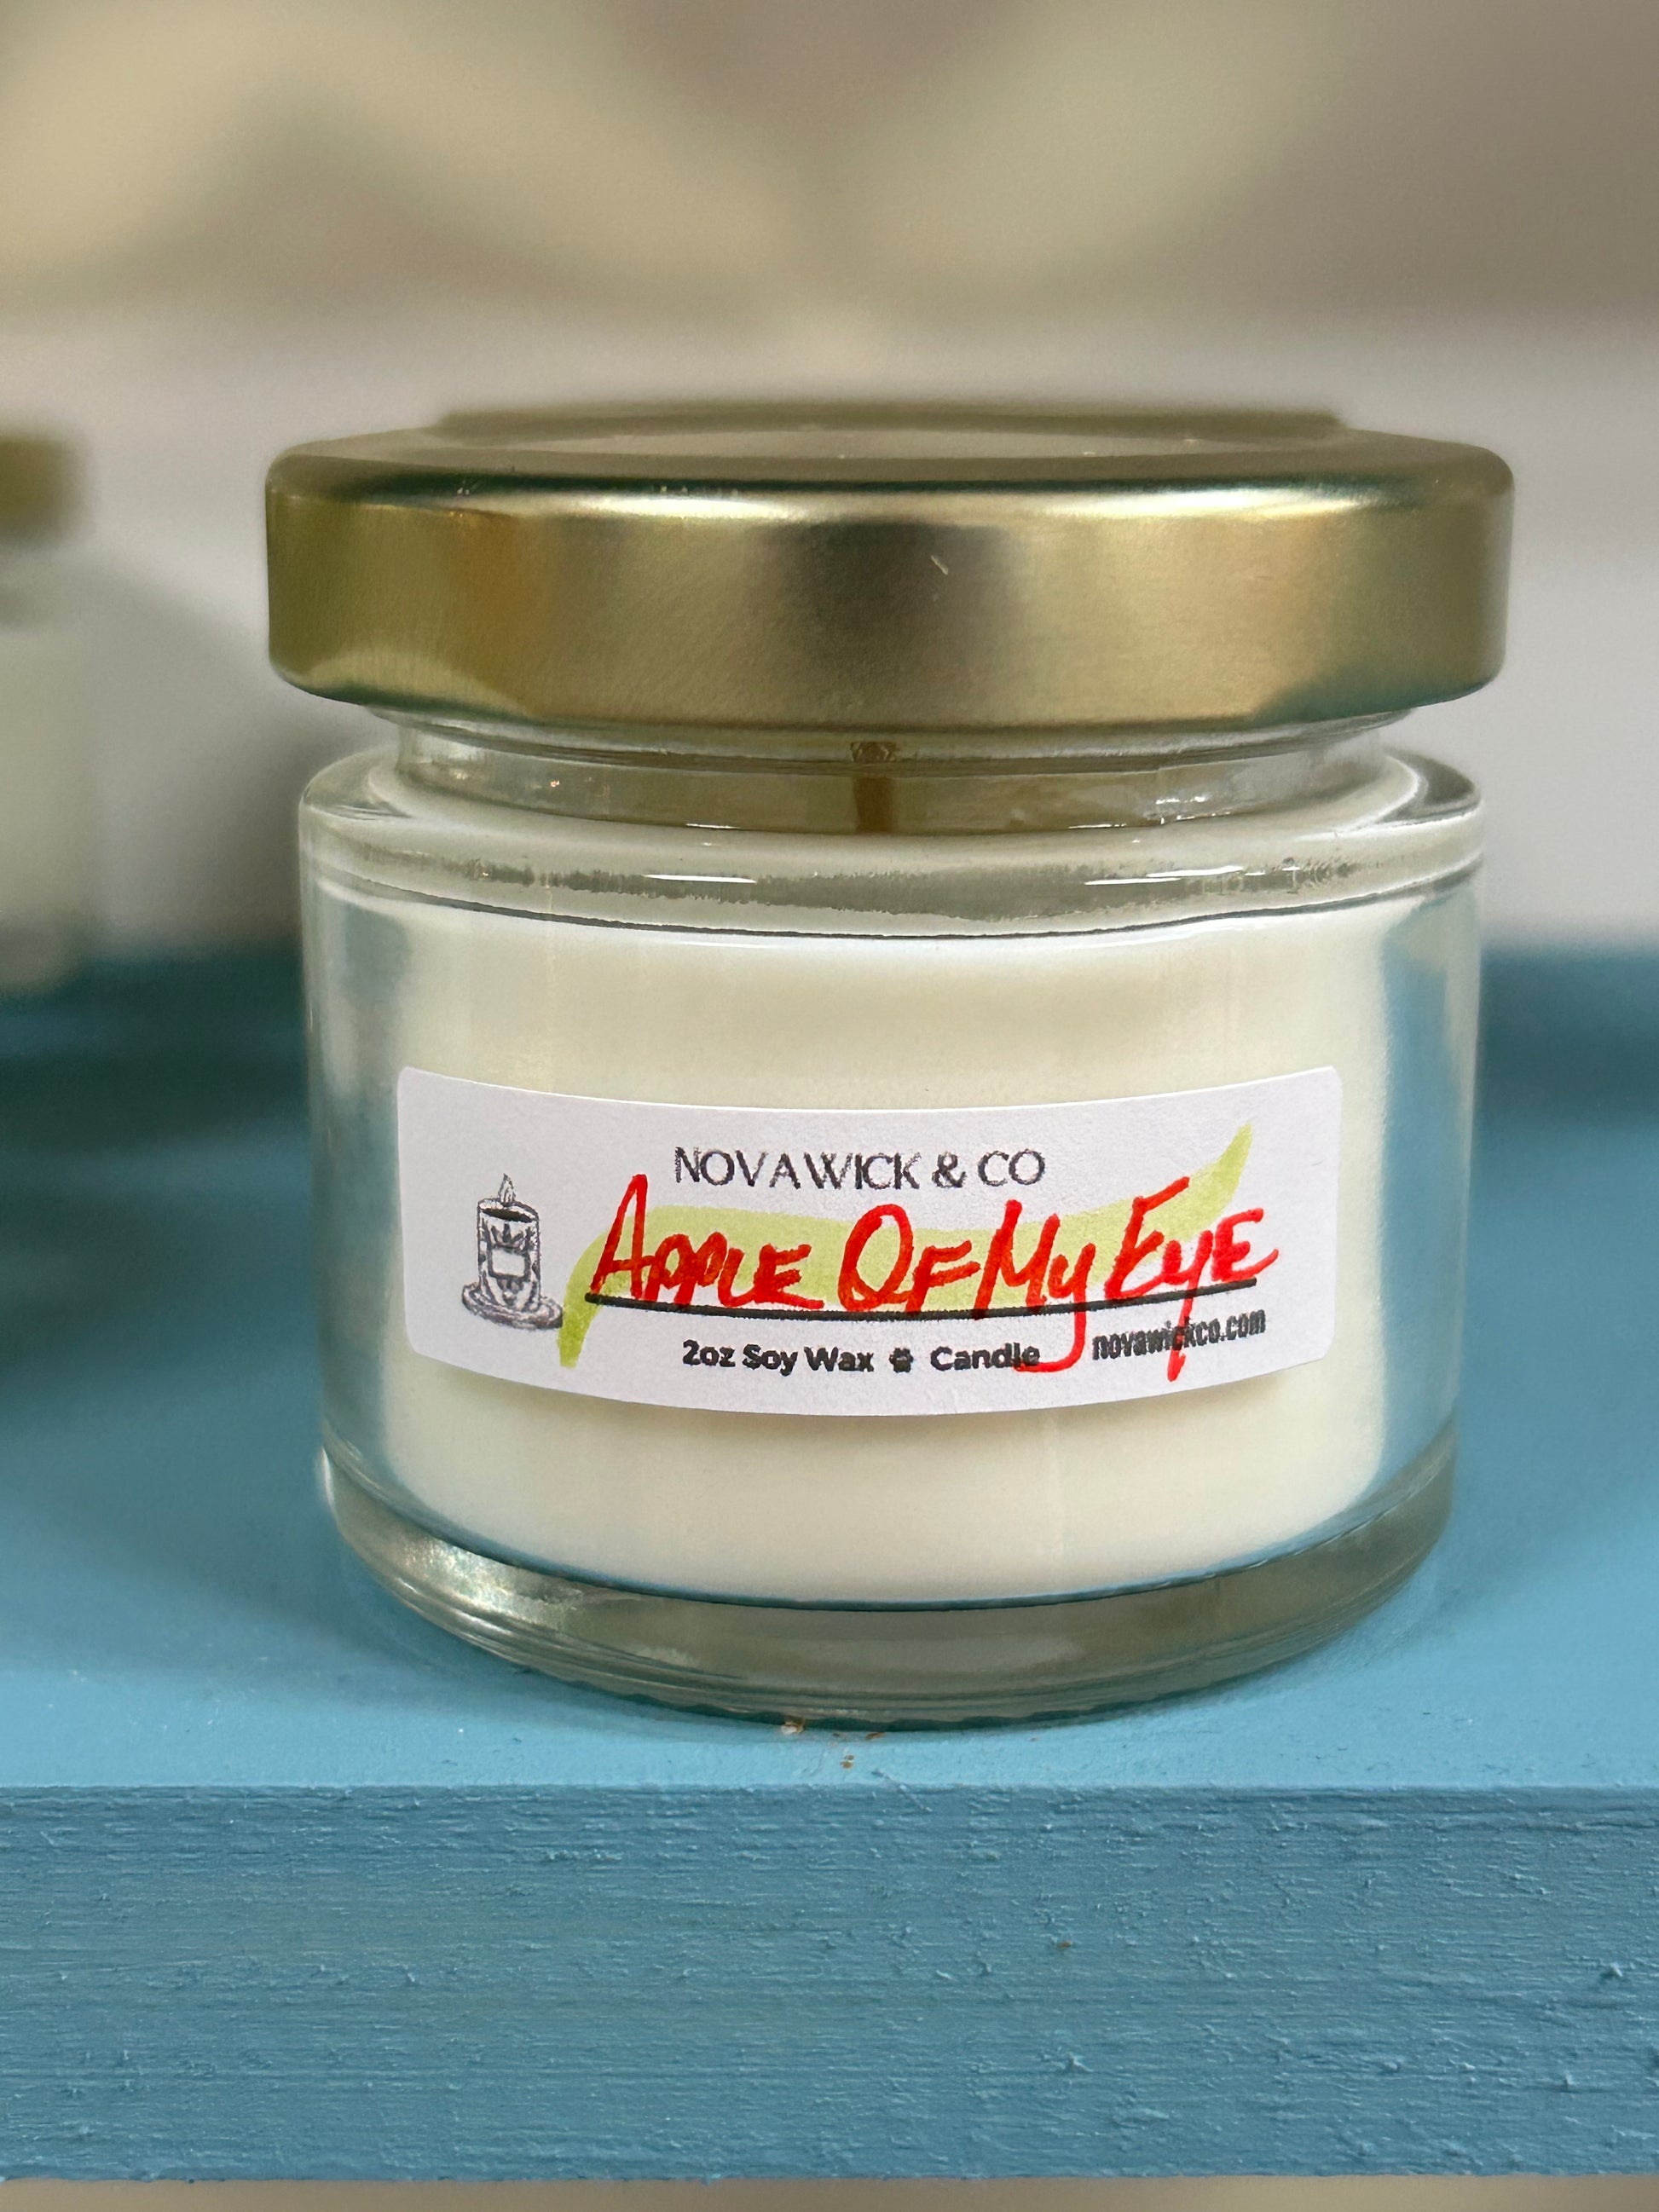 NOVAWICK & CO
APPLE OF My EyE
2oz Soy Wax Candle novawickco.com